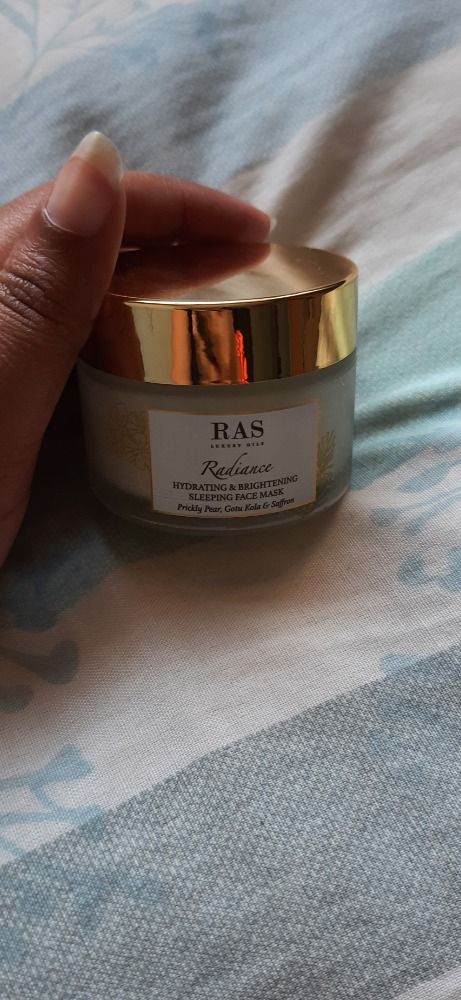 RAS
LUXURY OILS
Radiance
HYDRATING & BRIGHTENING
SLEEPING FACE MASK
Prickly Pear, Gotu Kola & Saffron